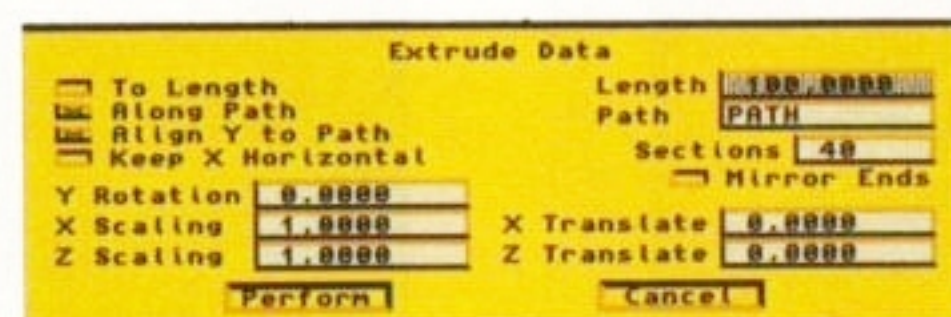 Extrude Data
To Length
Length 100.0000
Along Path
Path PATH
Align Y to Path
Sections 40
Keep X Horizontal
Mirror Ends
Y Rotation 0.0000
X Scaling 1.0000
X Translate 0.0000
Z Scaling 1.0000
Z Translate 0.0000
Perform
Cancel